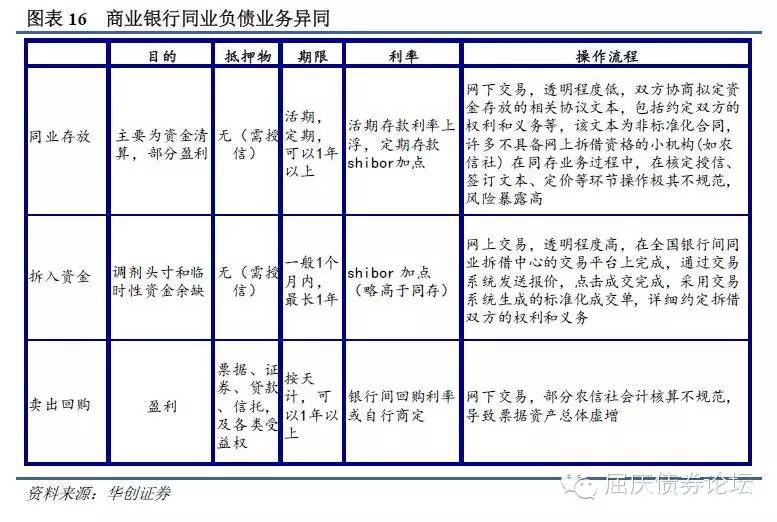 图表 16 商业银行同业负债业务异同
目的 抵押物 期限 利率 操作流程
同业存放
主要为资金清
算，部分盈利
无（需授
信）
活期，
定期，
可以1年
以上
活期存款利率上
浮，定期存款
shibor加点
网下交易，透明程度低，双方协商拟定资
金存放的相关协议文本，包括约定双方的
权利和义务等，该文本为非标准化合同，
许多不具备网上拆借资格的小机构(如农
信社) 在同存业务过程中，在核定授信、
签订文本、定价等环节操作极其不规范，
风险暴露高
拆入资金
调剂头寸和临
时性资金余缺
无（需授
信）
一般1个
月内，
最长1年
shibor 加点
（略高于同存）
网上交易，透明程度高，在全国银行间同
业拆借中心的交易平台上完成，通过交易
系统发送报价，点击成交完成，采用交易
系统生成的标准化成交单，详细约定拆借
双方的权利和义务
卖出回购
盈利
票据、证
券、贷款
、信托，
及各类受
益权
按天
计，可
以1年以
上
银行间回购利率
或自行商定
网下交易，部分农信社会计核算不规范，
导致票据资产总体虚增
资料来源：华创证券
屈庆债券论坛